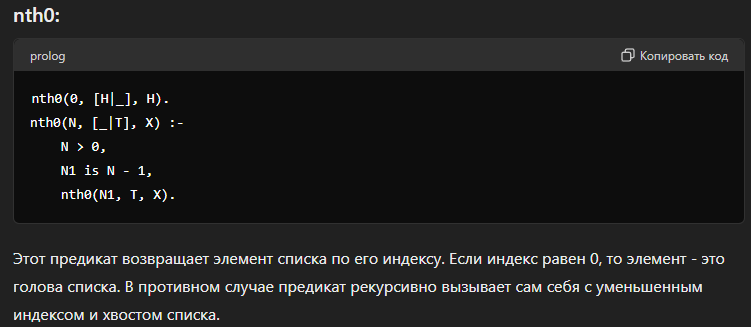 nth0:
prolog
Копировать код
nth0(0, [H|_], H).
nth0(N, [_|T], X) :-
    N > 0,
    N1 is N - 1,
    nth0(N1, T, X).
Этот предикат возвращает элемент списка по его индексу. Если индекс равен 0, то элемент - это
голова списка. В противном случае предикат рекурсивно вызывает сам себя с уменьшенным
индексом и хвостом списка.